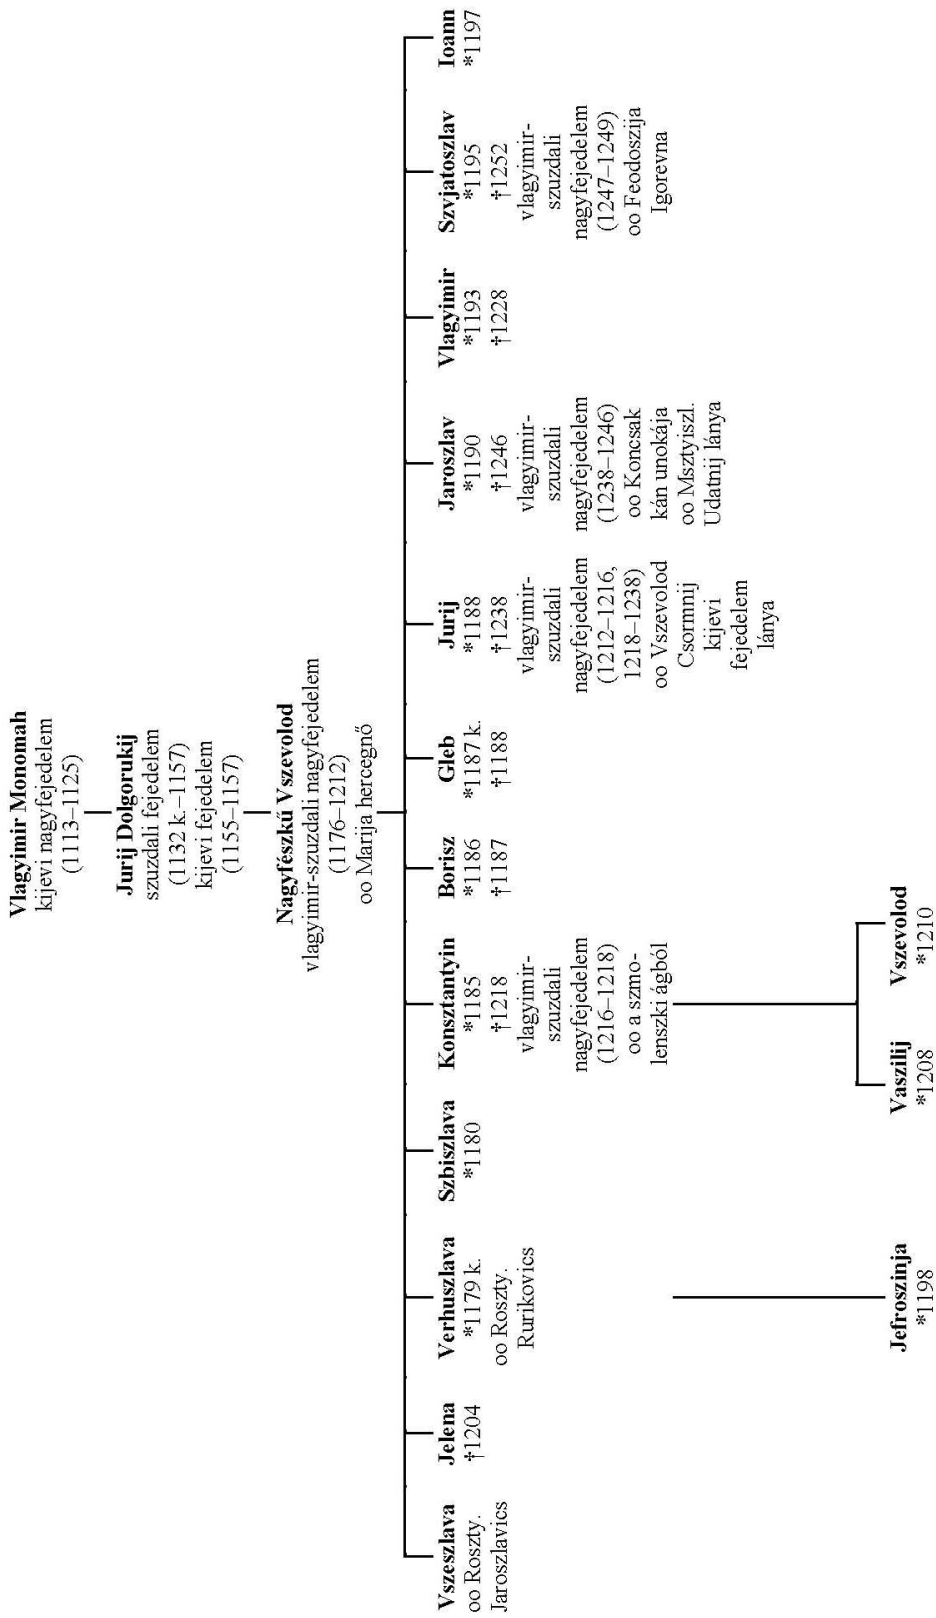 Vlagyimir Monomah
kijevi nagyfejedelem
(1113–1125)
Jurij Dolgorukij
szuzdali fejedelem
(1132 k.–1157)
kijevi fejedelem
(1155–1157)
Nagyfészkű Vszevolod
vlagyimir-szuzdali nagyfejedelem
(1176–1212)
oo Marija hercegnő
Vszeszlava
oo Roszty.
Jaroszlavics
Jelena
†1204
Verhuszlava
*1179 k.
oo Roszty.
Rurikovics
Szbiszlava
*1180
Konsztantyin
*1185
†1218
vlagyimir-
szuzdali
nagyfejedelem
(1216–1218)
oo a szmo-
lenszki ágból
Borisz
*1186
†1187
Gleb
*1187 k.
†1188
Jurij
*1188
†1238
vlagyimir-
szuzdali
nagyfejedelem
(1212–1216,
1218–1238)
oo Vszevolod
Csormnij
kijevi
fejedelem
lánya
Jaroszlav
*1190
†1246
vlagyimir-
szuzdali
nagyfejedelem
(1238–1246)
oo Koncsak
kán unokája
oo Msztyiszl.
Udatnij lánya
Vlagyimir
*1193
†1228
Szvjatoszlav
*1195
†1252
vlagyimir-
szuzdali
nagyfejedelem
(1247–1249)
oo Feodoszija
Igorevna
Ioann
*1197
Jefroszinja
*1198
Vaszilij
*1208
Vszevolod
*1210